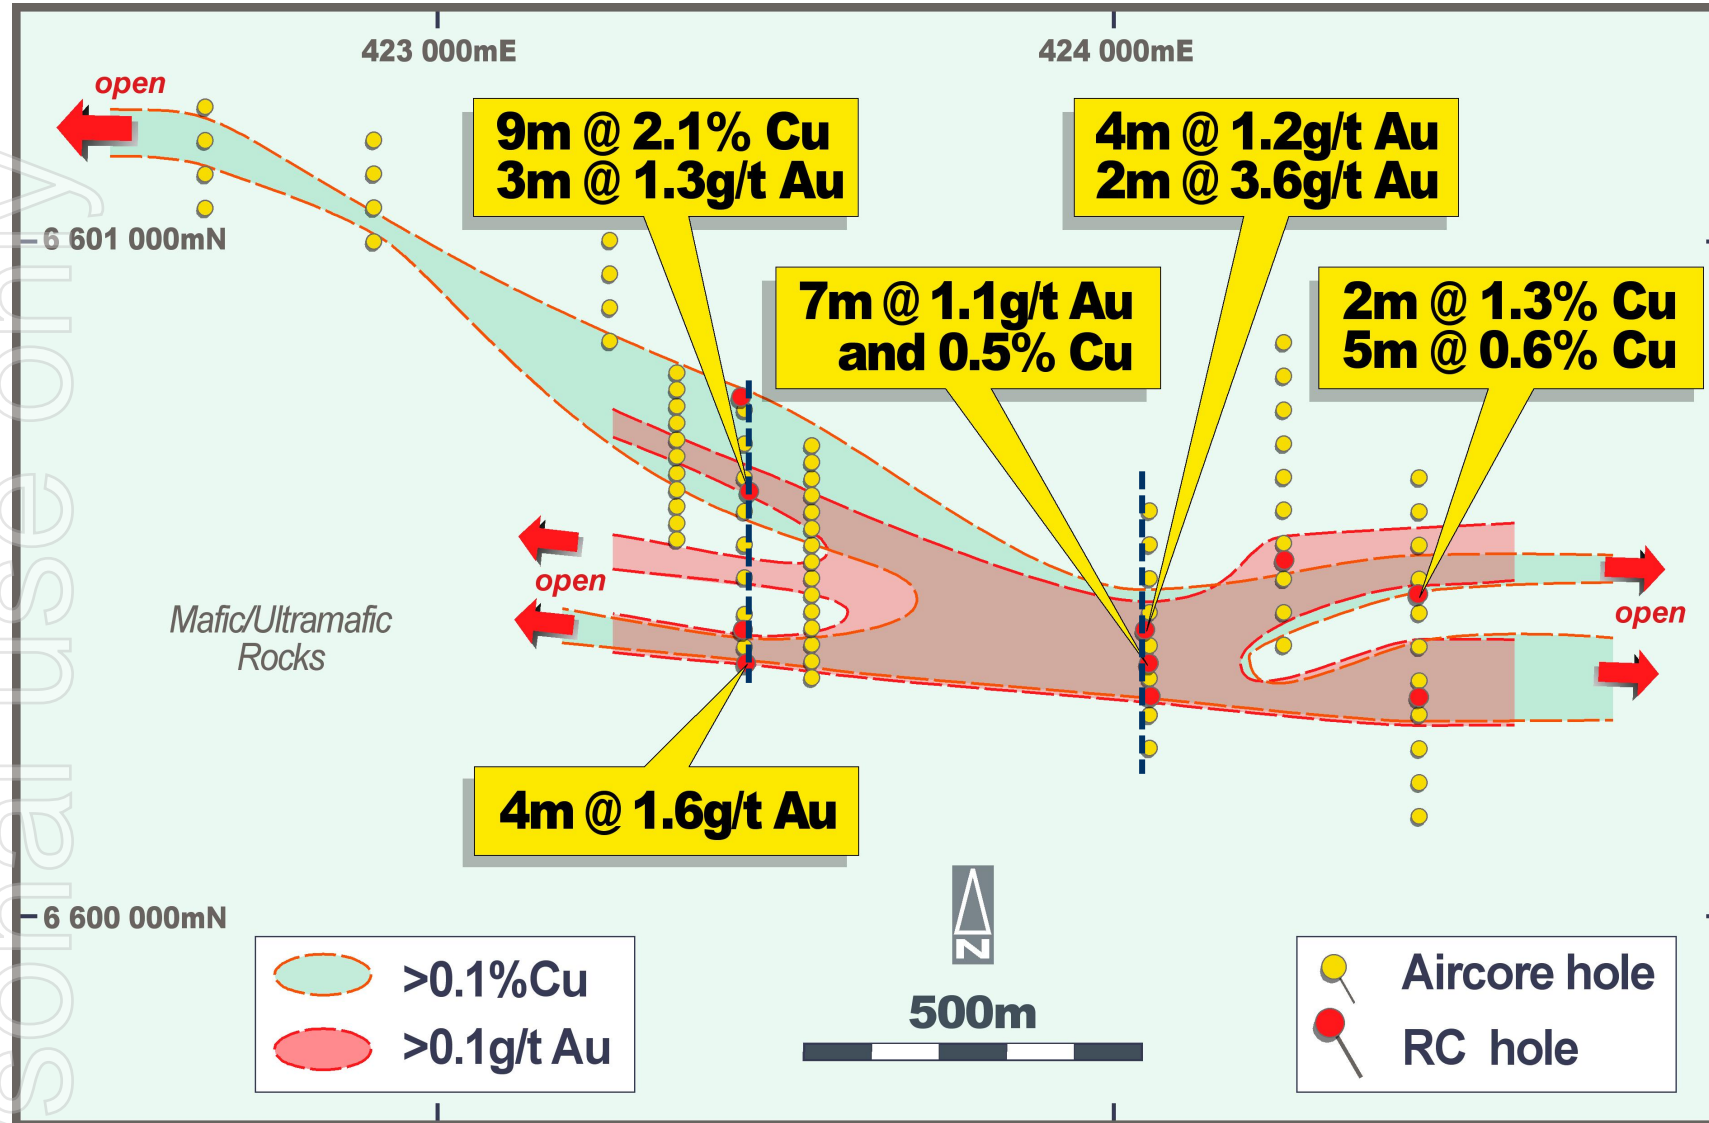 423 000mE
424 000mE
open
9m @ 2.1% Cu
3m @ 1.3g/t Au
4m @ 1.2g/t Au
2m @ 3.6g/t Au
6 601 000mN
7m @ 1.1g/t Au
and 0.5% Cu
2m @ 1.3% Cu
5m @ 0.6% Cu
open
open
Mafic/Ultramafic
Rocks
4m @ 1.6g/t Au
6 600 000mN
N
>0.1%Cu
>0.1g/t Au
500m
Aircore hole
RC hole
sonal use only